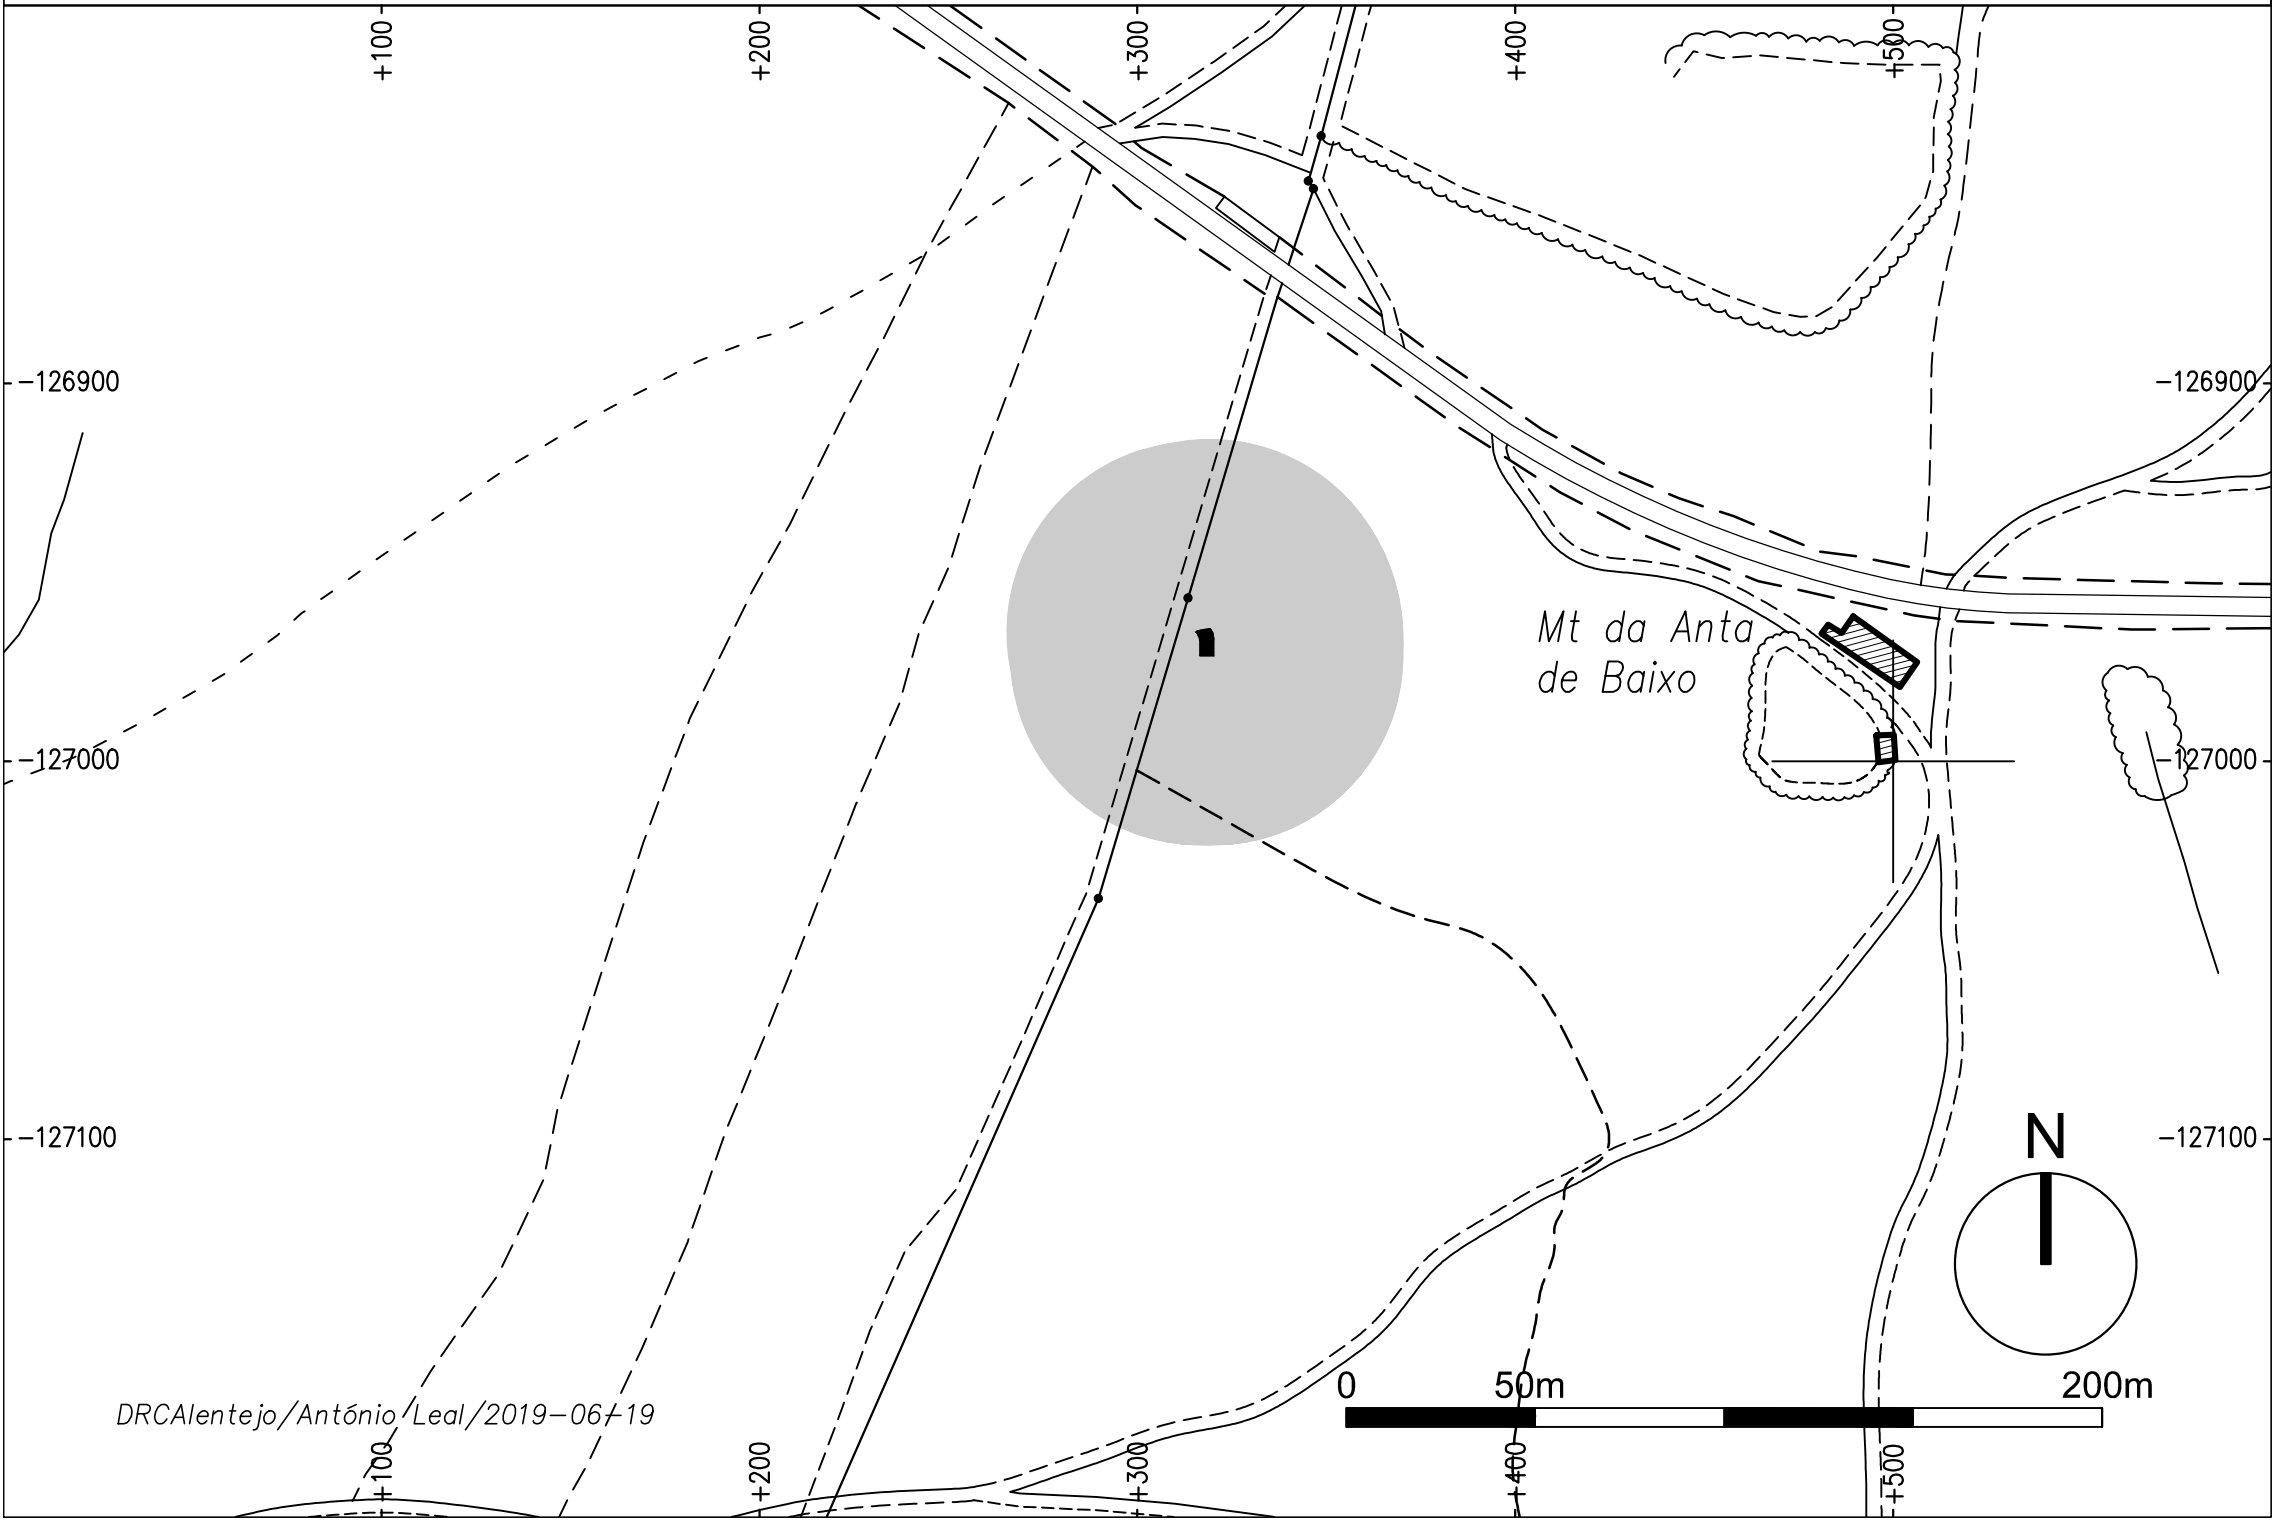 +100 +200 +300 +400 +500
-126900 -126900
Mt da Anta
de Baixo
-127000 -127000
-127100 -127100
N
0 50m 200m
DRCAlentejo/António Leal/2019-06-19
+100 +200 +300 +400 +500